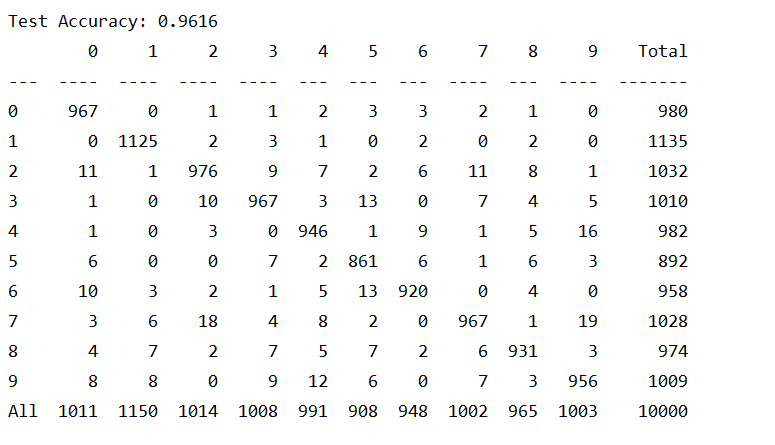 Test Accuracy: 0.9616
0 1 2 3 4 5 6 7 8 9 Total
--- ---- ---- ---- ---- --- --- --- ---- --- ---- -------
0 967 0 1 1 2 3 3 2 1 0 980
1 0 1125 2 3 1 0 2 0 2 0 1135
2 11 1 976 9 7 2 6 11 8 1 1032
3 1 0 10 967 3 13 0 7 4 5 1010
4 1 0 3 0 946 1 9 1 5 16 982
5 6 0 0 7 2 861 6 1 6 3 892
6 10 3 2 1 5 13 920 0 4 0 958
7 3 6 18 4 8 2 0 967 1 19 1028
8 4 7 2 7 5 7 2 6 931 3 974
9 8 8 0 9 12 6 0 7 3 956 1009
All 1011 1150 1014 1008 991 908 948 1002 965 1003 10000